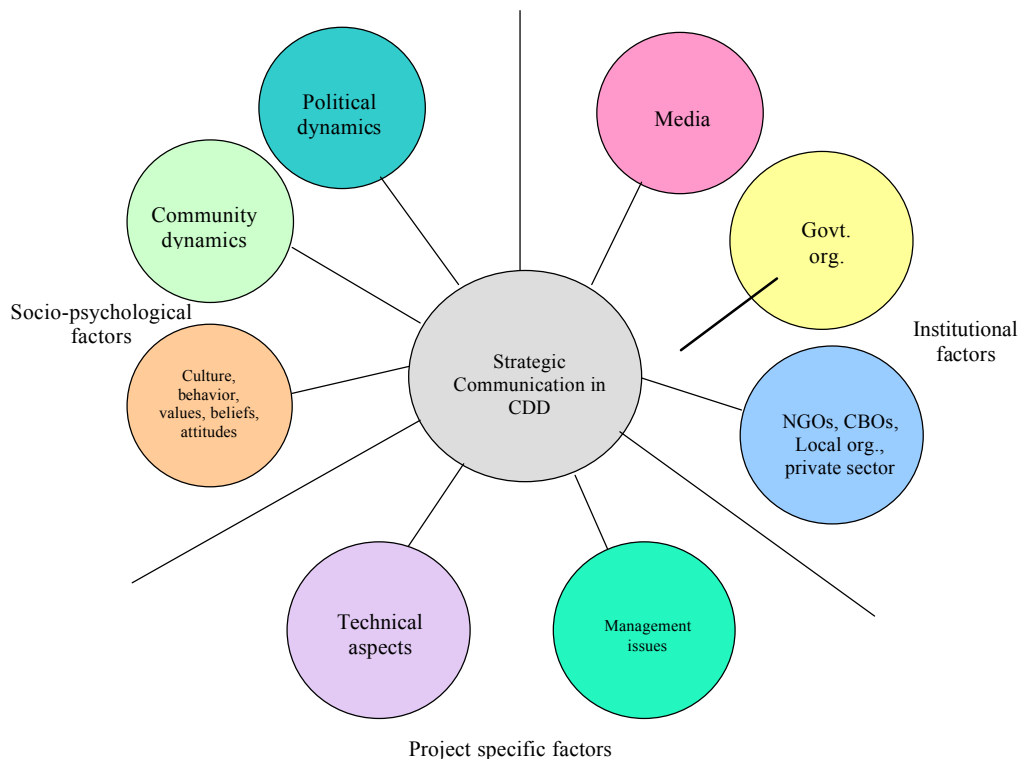 Political
dynamics
Media
Community
dynamics
Govt.
org.
Socio-psychological
factors
Institutional
factors
Strategic
Communication in
CDD
Culture,
behavior,
values, beliefs,
attitudes
NGOs, CBOs,
Local org.,
private sector
Technical
aspects
Management
issues
Project specific factors